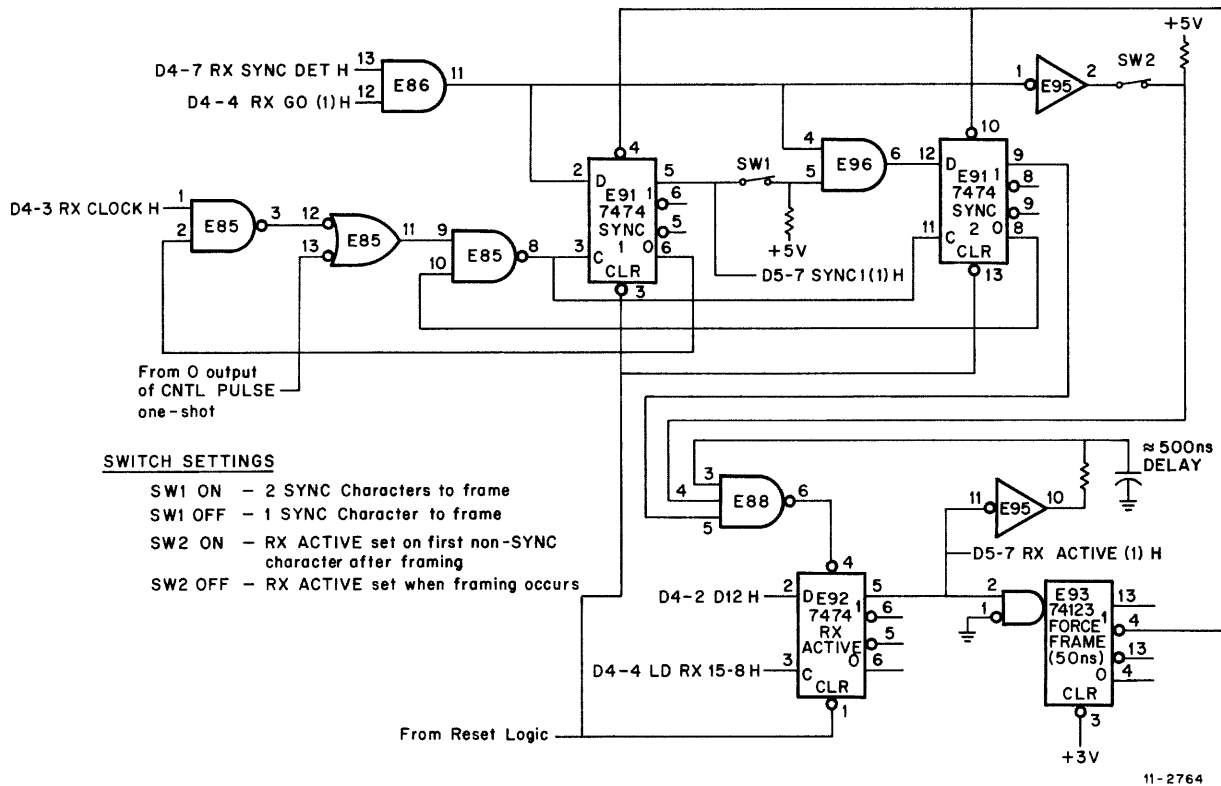 +5V
D4-7 RX SYNC DET H 13
D4-4 RX GO (1) H 12
E86 11
1 E95 2 SW2
4
10
2 D 5 SW1
E91 1
7474 6
SYNC 5
1 0 6
3 C
CLR
3
+5V
D5-7 SYNC 1 (1) H
4
5 E96 6
12 D 9
E91 1 8
7474
SYNC 9
2 0 8
11 C
CLR
13
D4-3 RX CLOCK H 1
2 E85 3
12
13 E85 11
9
10 E85 8
From 0 output
of CNTL PULSE
one-shot
SWITCH SETTINGS
SW1 ON – 2 SYNC Characters to frame
SW1 OFF – 1 SYNC Character to frame
SW2 ON – RX ACTIVE set on first non-SYNC
character after framing
SW2 OFF – RX ACTIVE set when framing occurs
≈500ns
DELAY
3
4 E88 6
5
11 E95 10
D5-7 RX ACTIVE (1) H
4
D4-2 D12 H 2 D E92 5
7474 1 6
RX
ACTIVE 5
0 6
D4-4 LD RX 15-8 H 3 C
CLR
1
2
1
E93 13
74123
FORCE 1 4
FRAME
(50ns) 13
0 4
CLR
3
+3V
From Reset Logic
11-2764